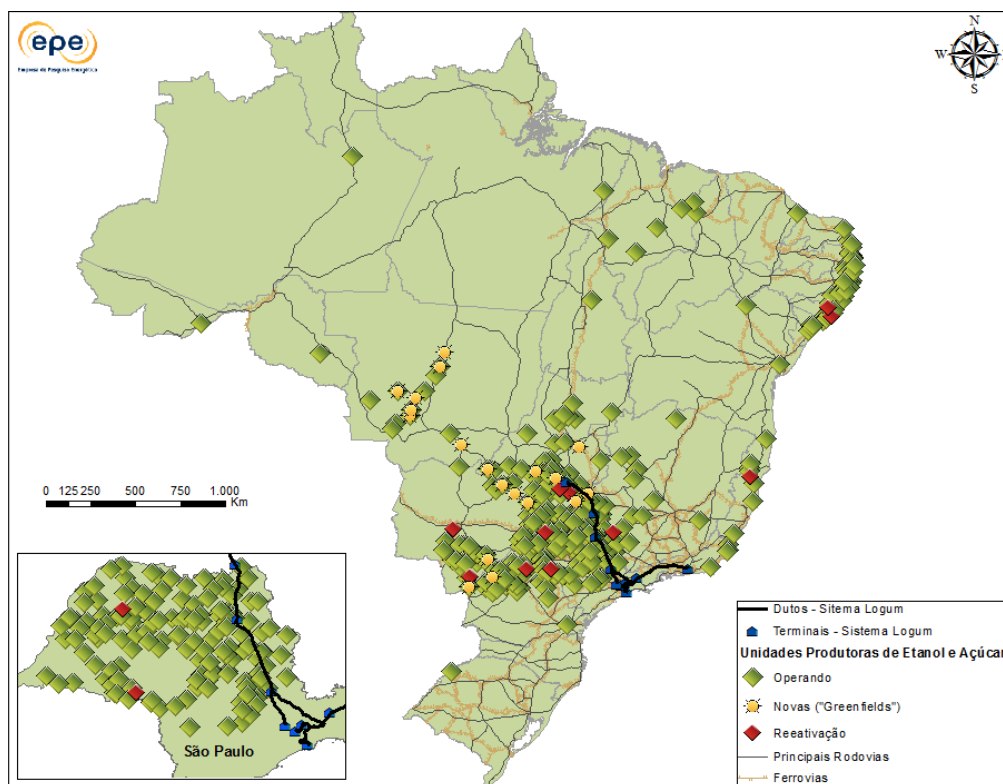 epe
Empresa de Pesquisa Energética
N
W
E
S
0 125 250 500 750 1.000
Km
São Paulo
Dutos - Sitema Logum
Terminais - Sistema Logum
Unidades Produtoras de Etanol e Açúcar
Operando
Novas ("Greenfields")
Reeativação
Principais Rodovias
Ferrovias